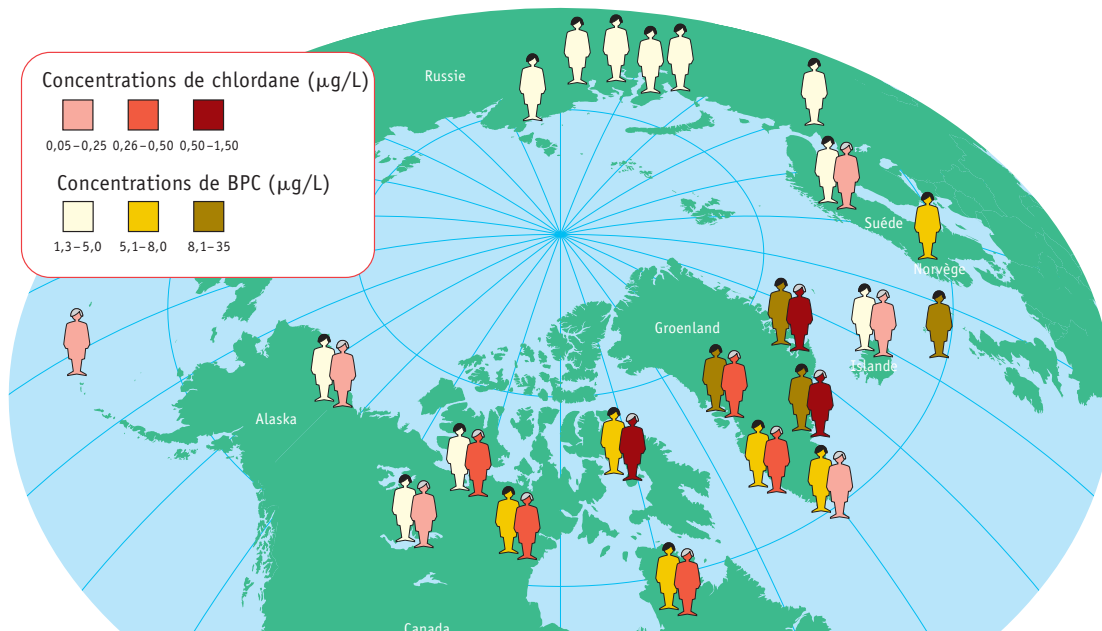 Concentrations de chlordane (µg/L)
0,05–0,25 0,26–0,50 0,50–1,50
Concentrations de BPC (µg/L)
1,3–5,0 5,1–8,0 8,1–35
Russie
Suéde
Norvège
Groenland
Islande
Alaska
Canada